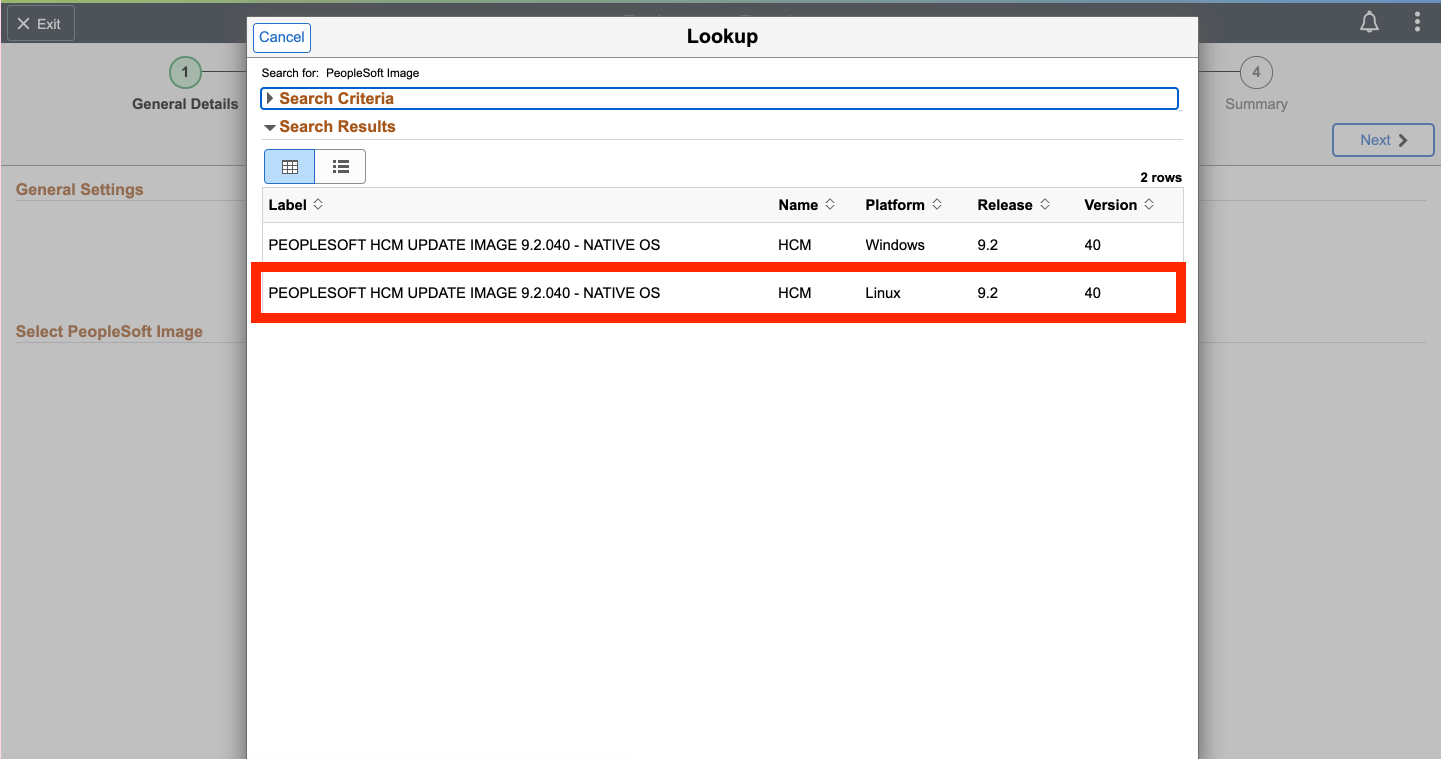 Exit
Cancel
Lookup
1
General Details
4
Summary
Next
General Settings
Select PeopleSoft Image
Search for: PeopleSoft Image
Search Criteria
Search Results
2 rows
Label Name Platform Release Version
PEOPLESOFT HCM UPDATE IMAGE 9.2.040 - NATIVE OS HCM Windows 9.2 40
PEOPLESOFT HCM UPDATE IMAGE 9.2.040 - NATIVE OS HCM Linux 9.2 40